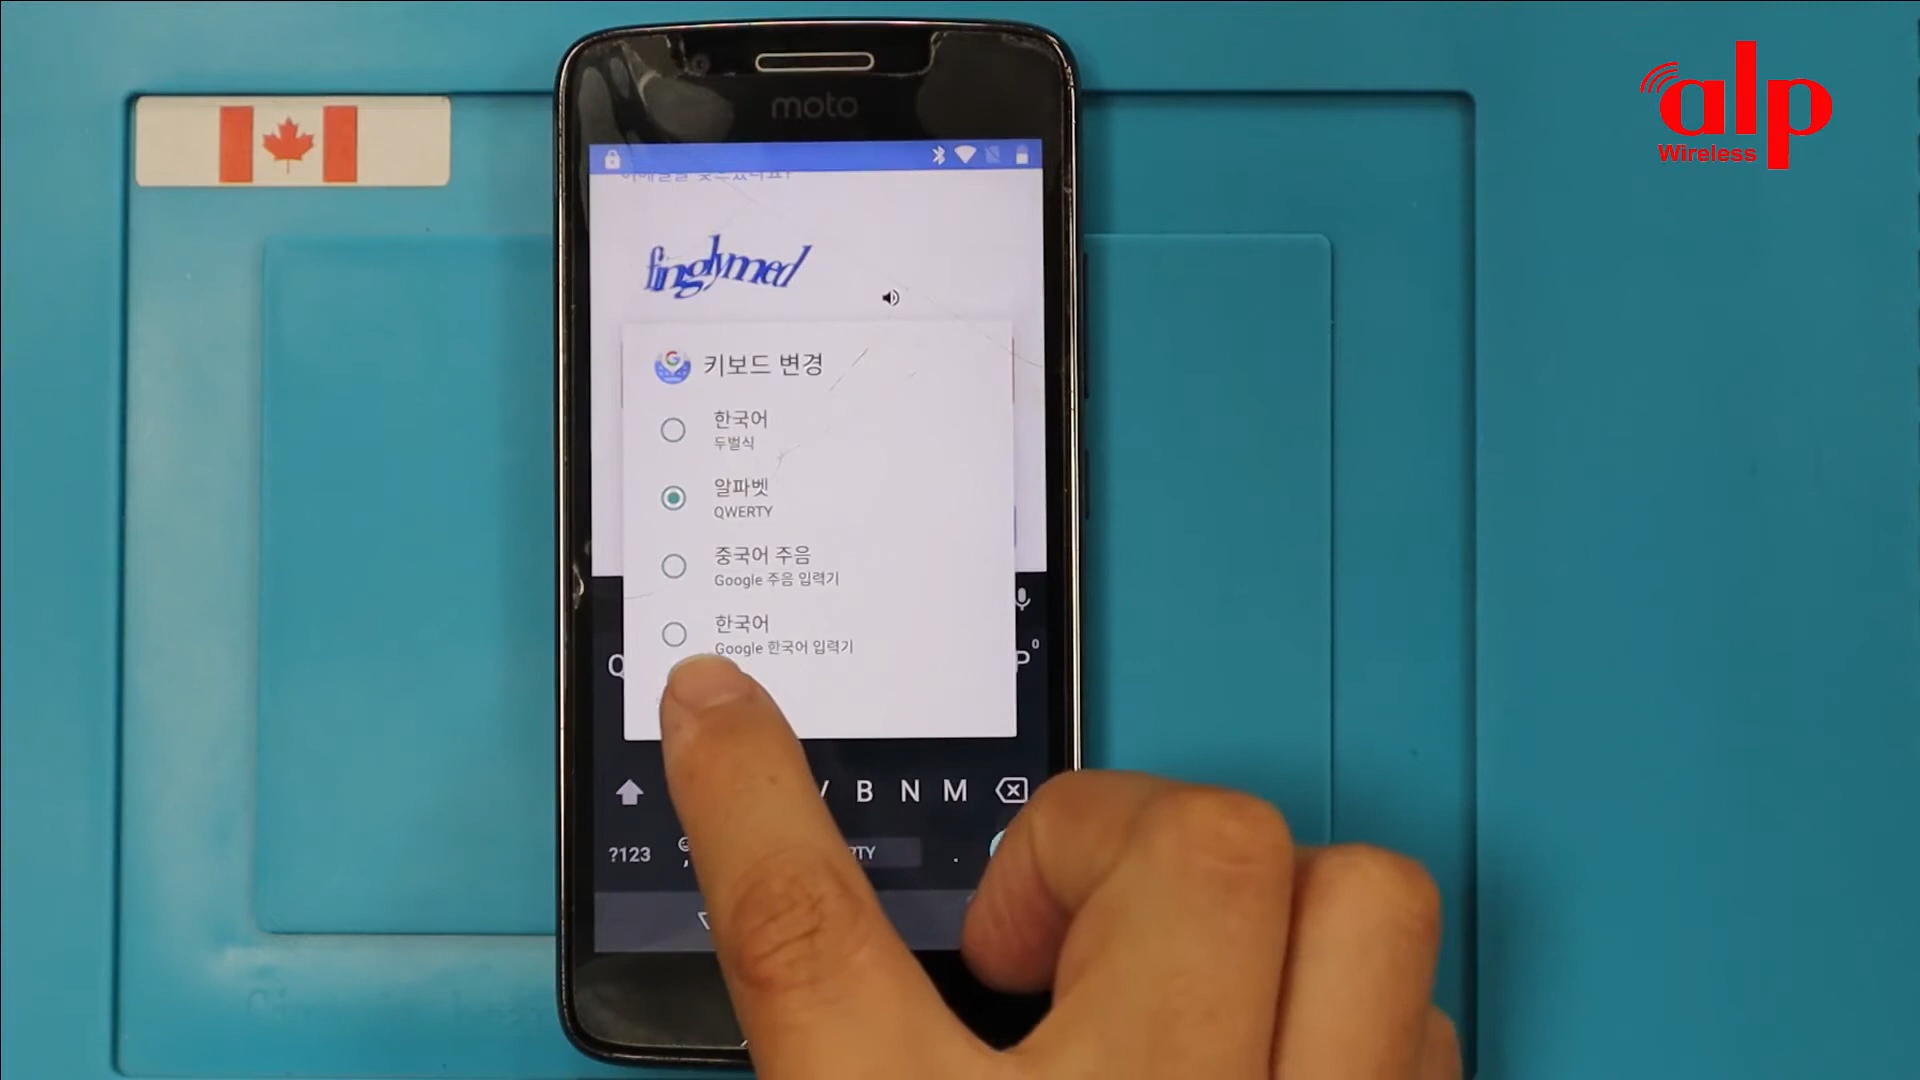 alp
Wireless
moto
finglymed
키보드 변경
한국어
두벌식
알파벳
QWERTY
중국어 주음
Google 주음 입력기
한국어
Google 한국어 입력기
Q
P 0
V B N M
?123
.